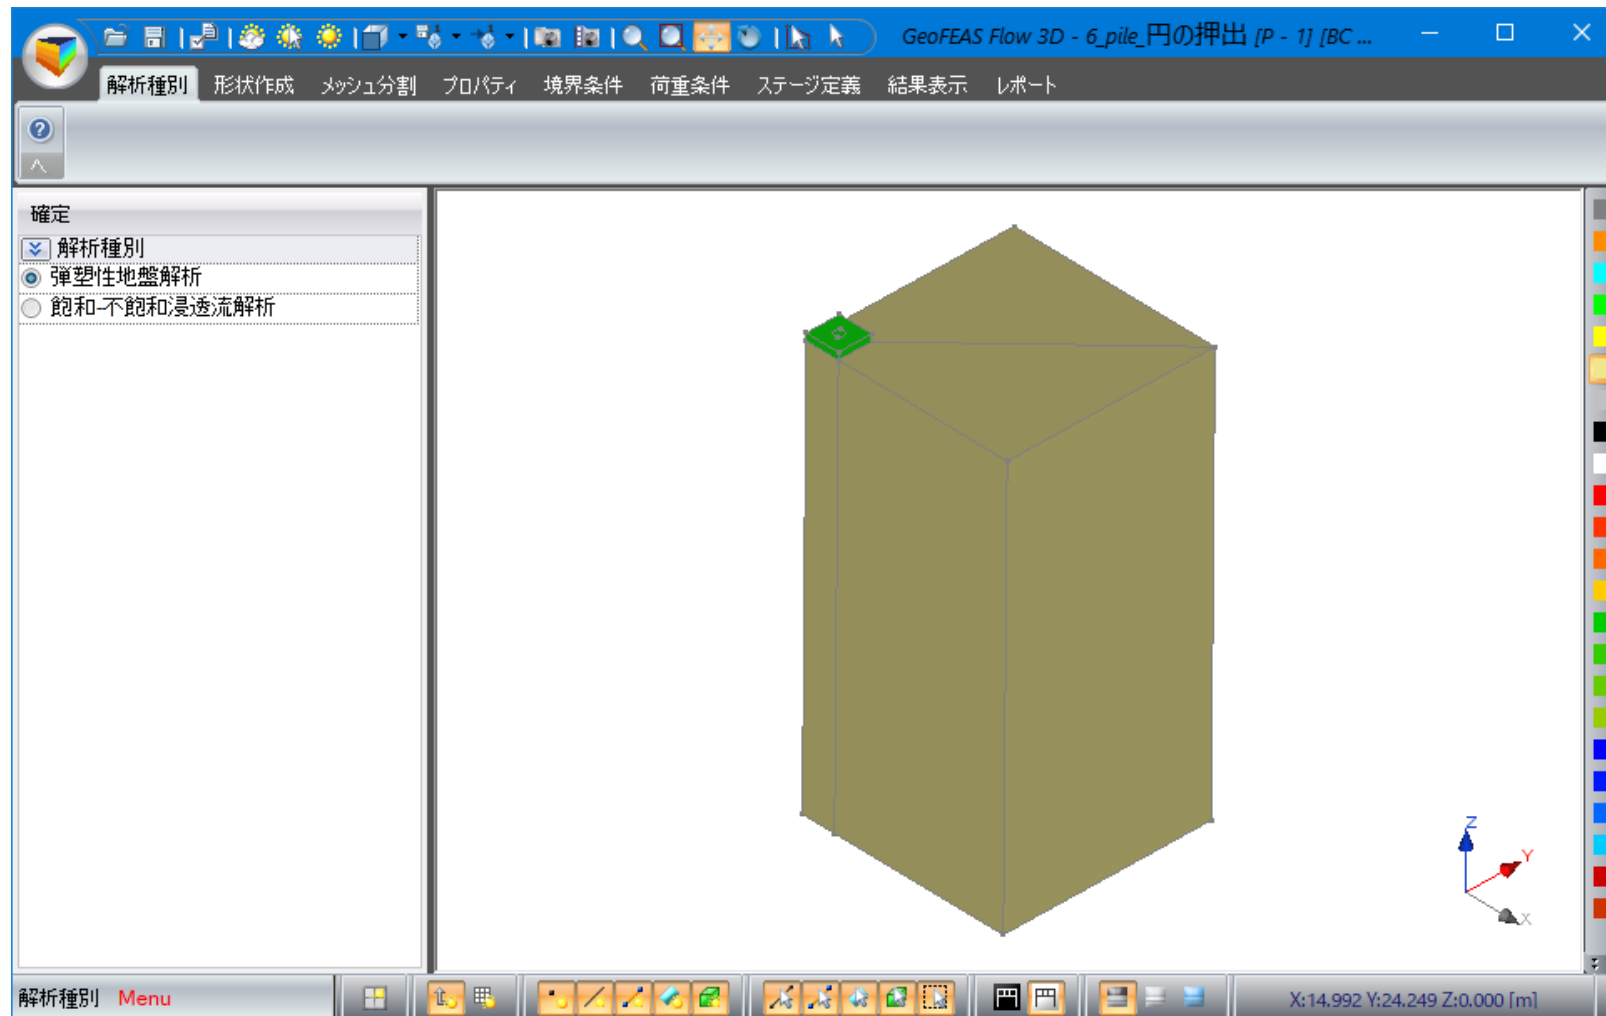 GeoFEAS Flow 3D - 6_pile_円の押出 [P - 1] [BC ...
解析種別 形状作成 メッシュ分割 プロパティ 境界条件 荷重条件 ステージ定義 結果表示 レポート
確定
解析種別
弾塑性地盤解析
飽和-不飽和浸透流解析
Z
Y
X
解析種別 Menu
X:14.992 Y:24.249 Z:0.000 [m]